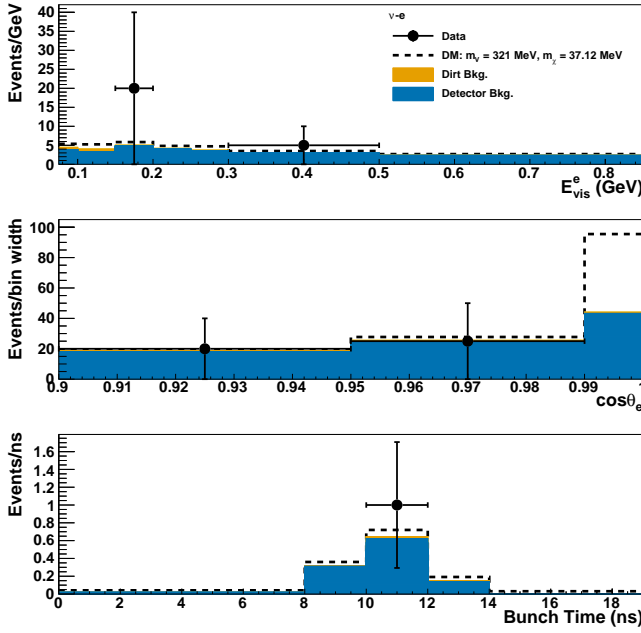 ν-e
Data
DM: mV = 321 MeV, mχ = 37.12 MeV
Dirt Bkg.
Detector Bkg.
Events/GeV
40
35
30
25
20
15
10
5
0
0.1 0.2 0.3 0.4 0.5 0.6 0.7 0.8
E^e_vis (GeV)
Events/bin width
100
80
60
40
20
0
0.9 0.91 0.92 0.93 0.94 0.95 0.96 0.97 0.98 0.99 1
cosθe
Events/ns
1.6
1.4
1.2
1
0.8
0.6
0.4
0.2
0
0 2 4 6 8 10 12 14 16 18
Bunch Time (ns)